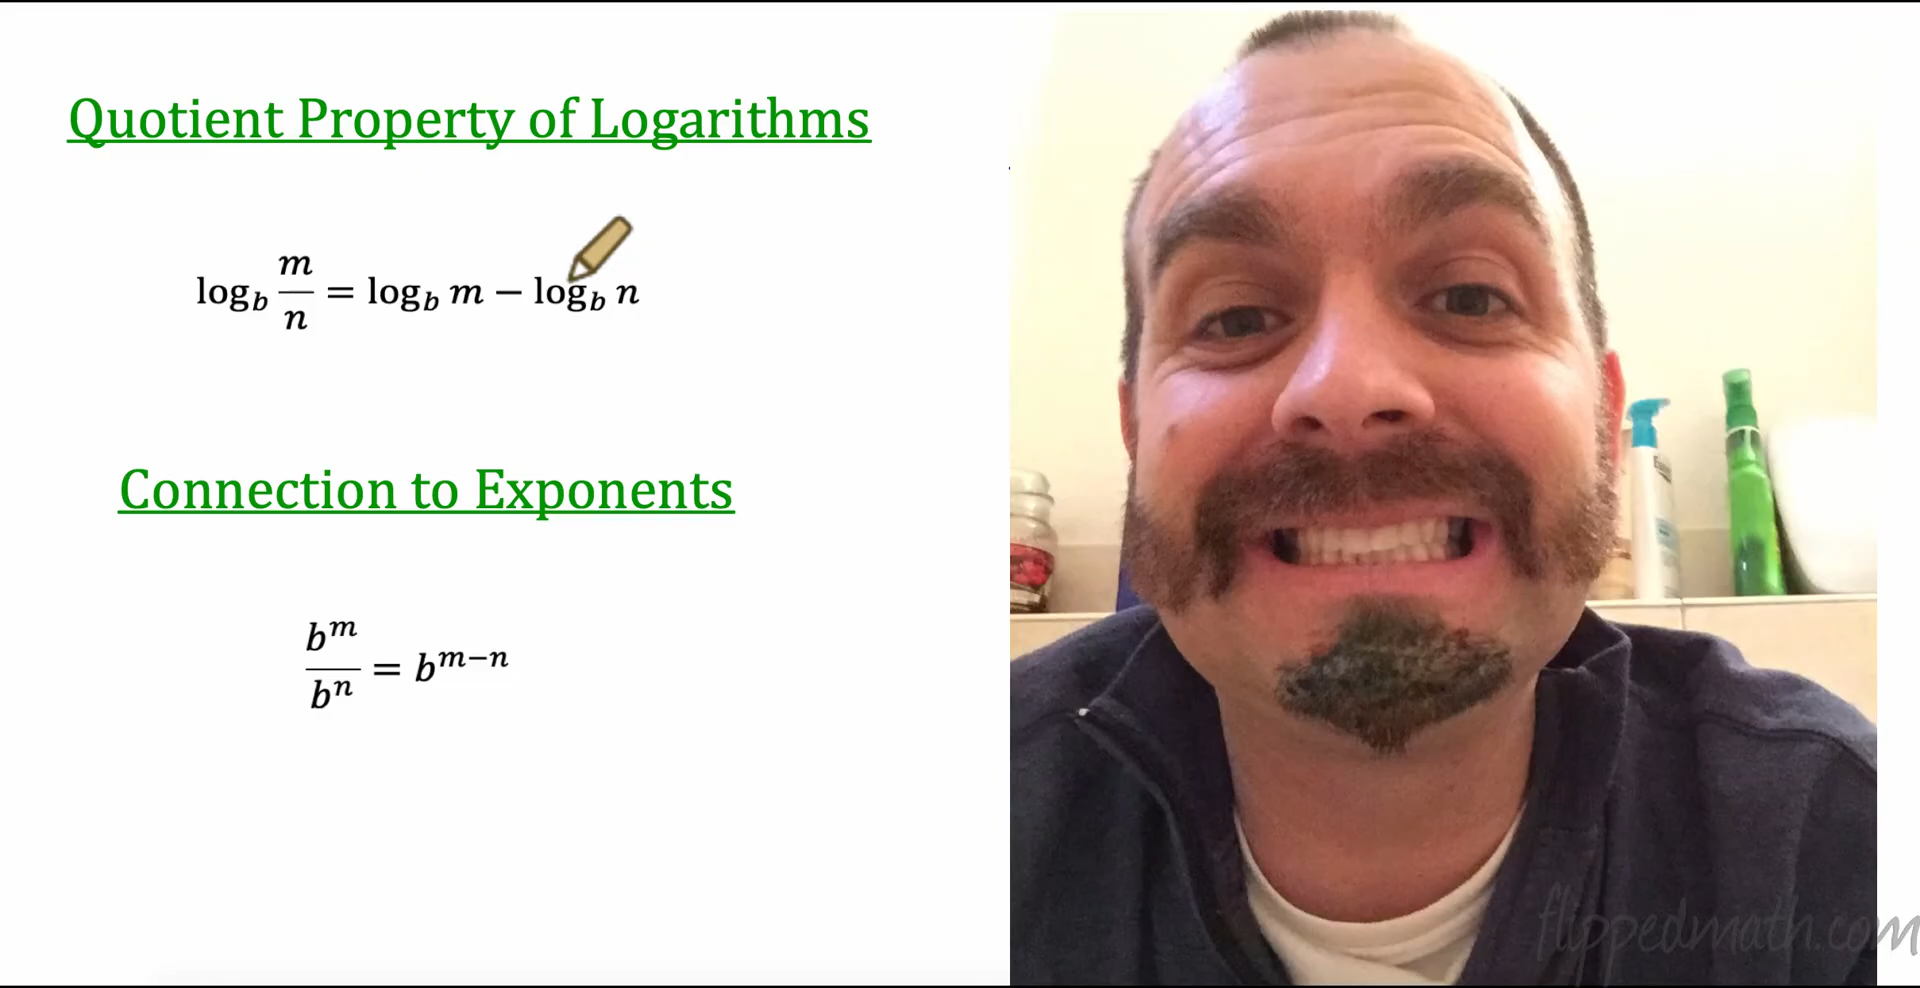 Quotient Property of Logarithms
log_b m/n = log_b m − log_b n
Connection to Exponents
b^m/b^n = b^(m−n)
flippedmath.com